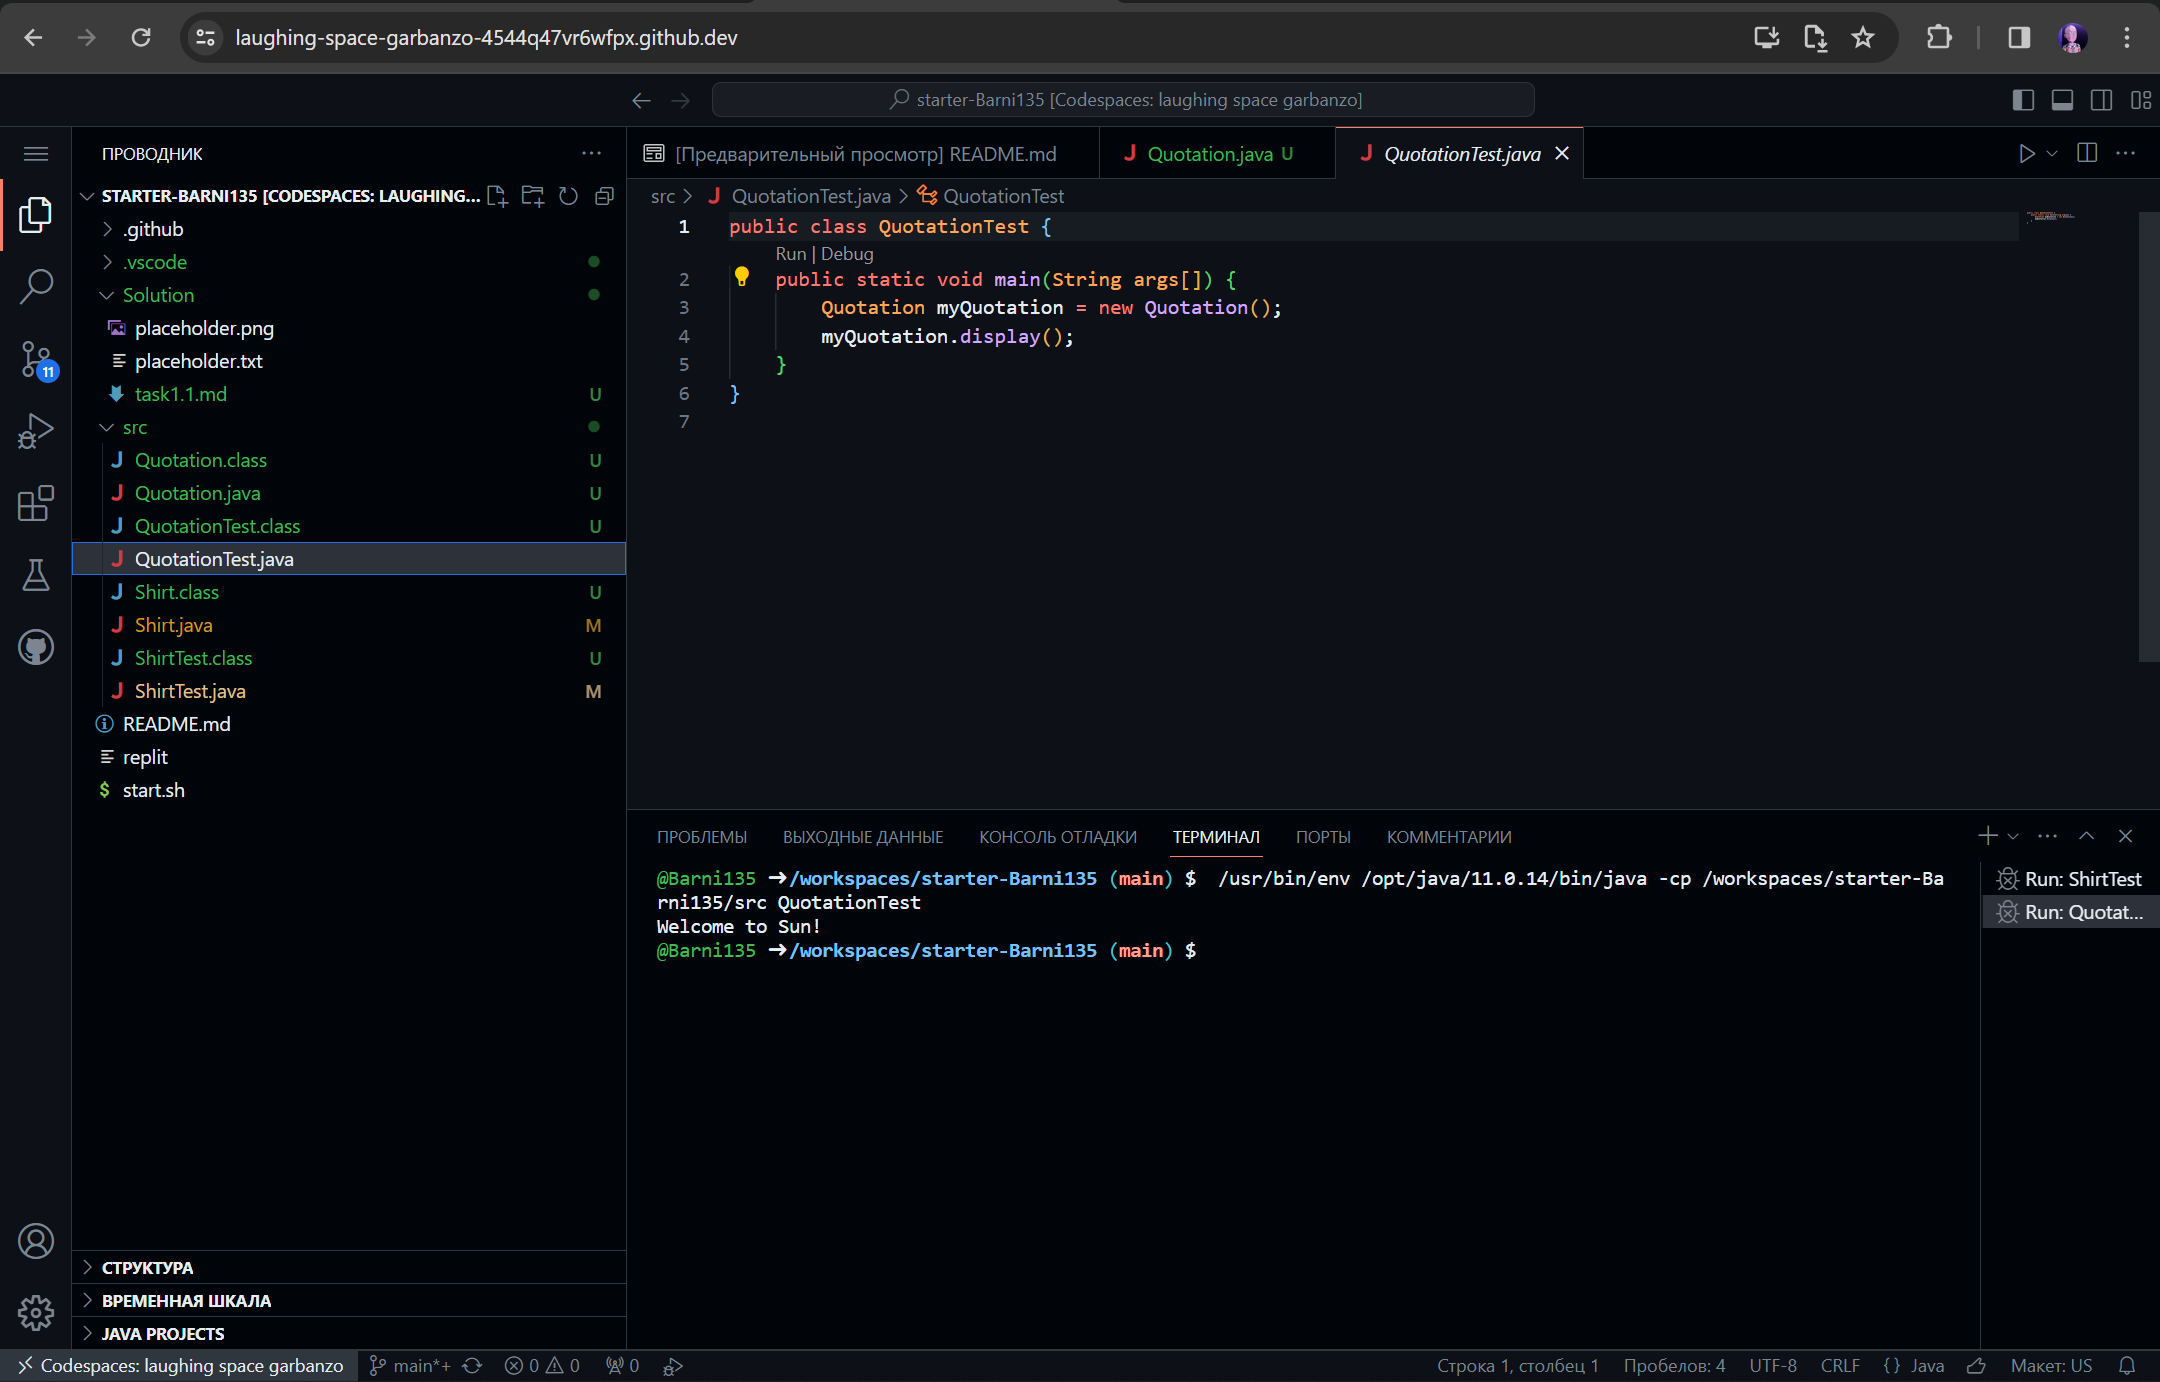 laughing-space-garbanzo-4544q47vr6wfpx.github.dev
starter-Barni135 [Codespaces: laughing space garbanzo]
ПРОВОДНИК
STARTER-BARNI135 [CODESPACES: LAUGHING...
.github
.vscode
Solution
placeholder.png
placeholder.txt
task1.1.md U
src
Quotation.class U
Quotation.java U
QuotationTest.class U
QuotationTest.java
Shirt.class U
Shirt.java M
ShirtTest.class U
ShirtTest.java M
README.md
replit
start.sh
11
СТРУКТУРА
ВРЕМЕННАЯ ШКАЛА
JAVA PROJECTS
[Предварительный просмотр] README.md
Quotation.java U
QuotationTest.java
src > QuotationTest.java > QuotationTest
1 public class QuotationTest {
Run | Debug
2 public static void main(String args[]) {
3 Quotation myQuotation = new Quotation();
4 myQuotation.display();
5 }
6 }
7
ПРОБЛЕМЫ ВЫХОДНЫЕ ДАННЫЕ КОНСОЛЬ ОТЛАДКИ ТЕРМИНАЛ ПОРТЫ КОММЕНТАРИИ
@Barni135 ➜/workspaces/starter-Barni135 (main) $  /usr/bin/env /opt/java/11.0.14/bin/java -cp /workspaces/starter-Ba
rni135/src QuotationTest
Welcome to Sun!
@Barni135 ➜/workspaces/starter-Barni135 (main) $
Run: ShirtTest
Run: Quotat...
Codespaces: laughing space garbanzo main*+ 0 0 0 Строка 1, столбец 1 Пробелов: 4 UTF-8 CRLF {} Java Макет: US